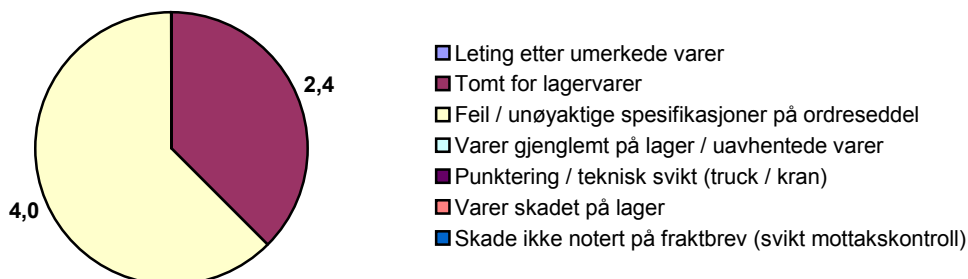 2,4
4,0
Leting etter umerkede varer
Tomt for lagervarer
Feil / unøyaktige spesifikasjoner på ordreseddel
Varer gjenglemt på lager / uavhentede varer
Punktering / teknisk svikt (truck / kran)
Varer skadet på lager
Skade ikke notert på fraktbrev (svikt mottakskontroll)